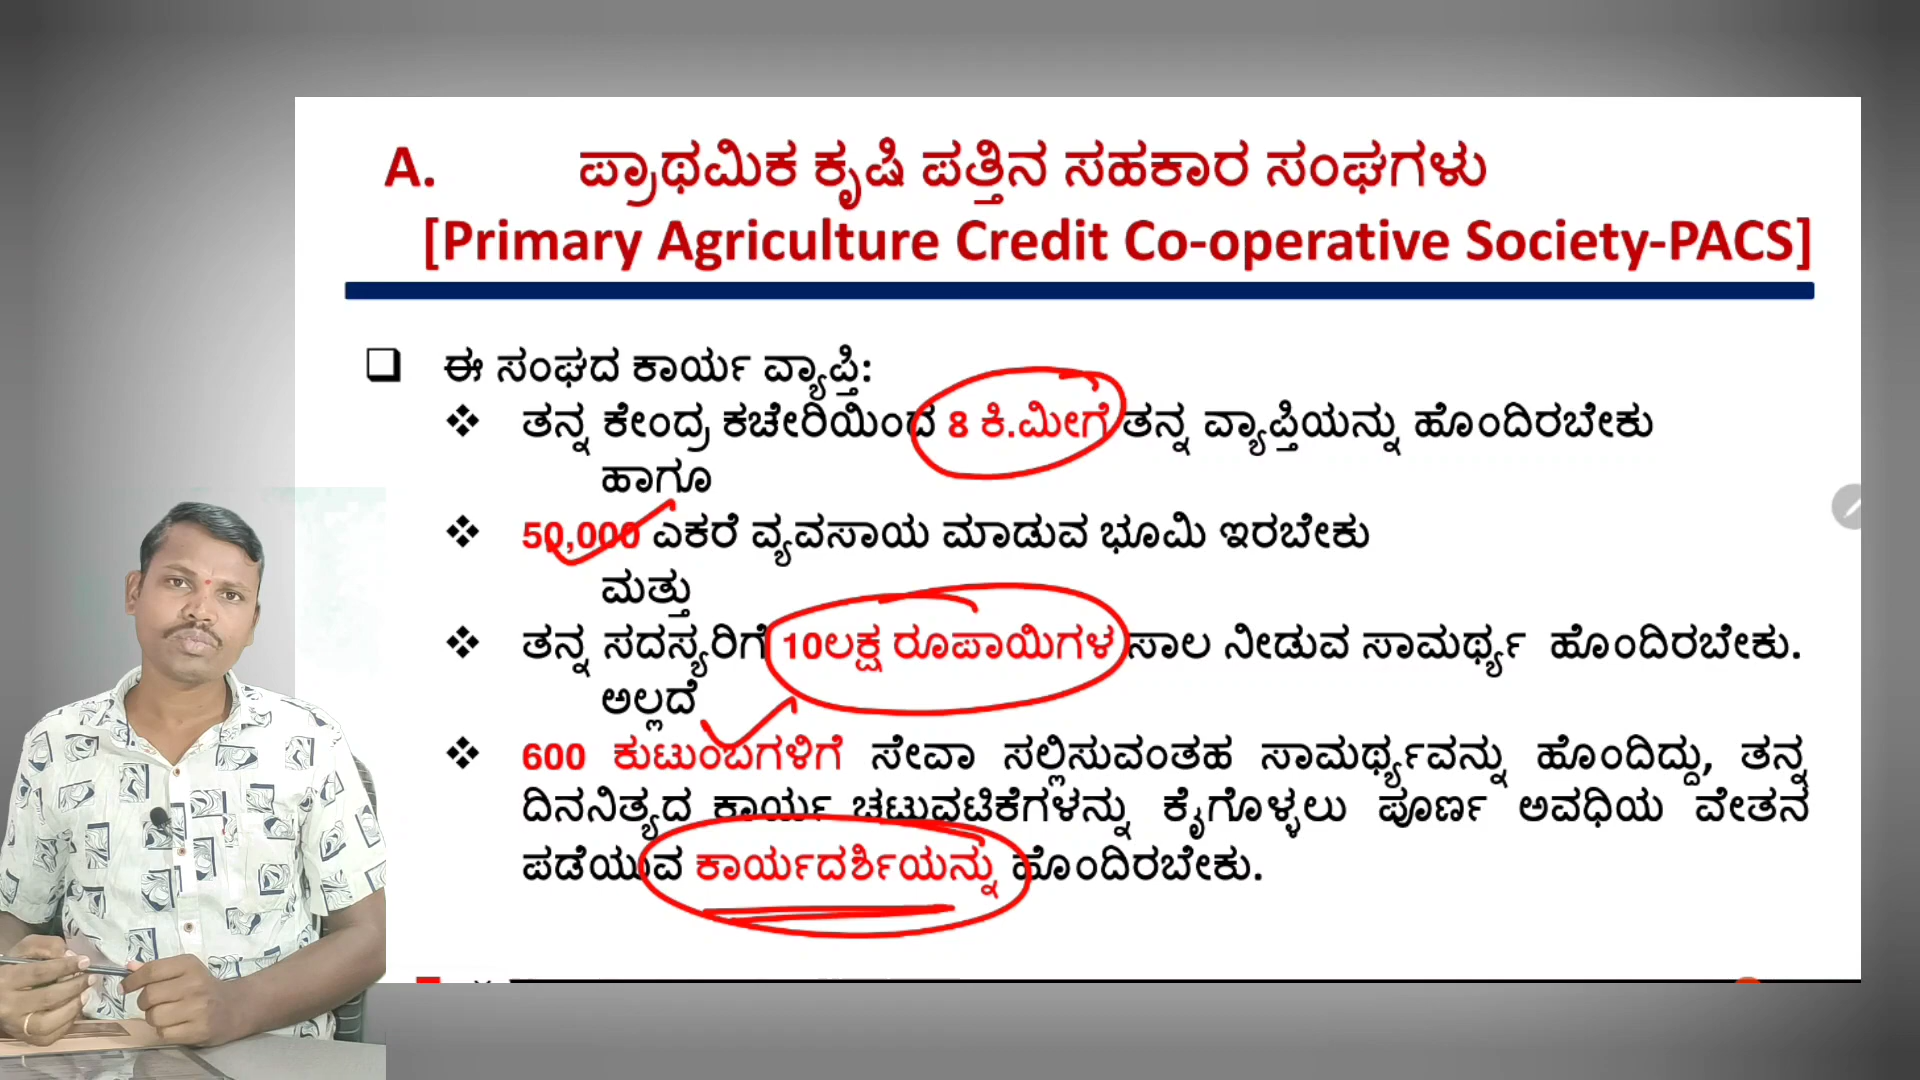 A. ಪ್ರಾಥಮಿಕ ಕೃಷಿ ಪತ್ತಿನ ಸಹಕಾರ ಸಂಘಗಳು
[Primary Agriculture Credit Co-operative Society-PACS]
ಈ ಸಂಘದ ಕಾರ್ಯ ವ್ಯಾಪ್ತಿ:
ತನ್ನ ಕೇಂದ್ರ ಕಚೇರಿಯಿಂದ 8 ಕಿ.ಮೀಗೆ ತನ್ನ ವ್ಯಾಪ್ತಿಯನ್ನು ಹೊಂದಿರಬೇಕು
ಹಾಗೂ
50,000 ಎಕರೆ ವ್ಯವಸಾಯ ಮಾಡುವ ಭೂಮಿ ಇರಬೇಕು
ಮತ್ತು
ತನ್ನ ಸದಸ್ಯರಿಗೆ 10ಲಕ್ಷ ರೂಪಾಯಿಗಳ ಸಾಲ ನೀಡುವ ಸಾಮರ್ಥ್ಯ ಹೊಂದಿರಬೇಕು.
ಅಲ್ಲದೆ
600 ಕುಟುಂಬಗಳಿಗೆ ಸೇವಾ ಸಲ್ಲಿಸುವಂತಹ ಸಾಮರ್ಥ್ಯವನ್ನು ಹೊಂದಿದ್ದು, ತನ್ನ
ದಿನನಿತ್ಯದ ಕಾರ್ಯ ಚಟುವಟಿಕೆಗಳನ್ನು ಕೈಗೊಳ್ಳಲು ಪೂರ್ಣ ಅವಧಿಯ ವೇತನ
ಪಡೆಯುವ ಕಾರ್ಯದರ್ಶಿಯನ್ನು ಹೊಂದಿರಬೇಕು.